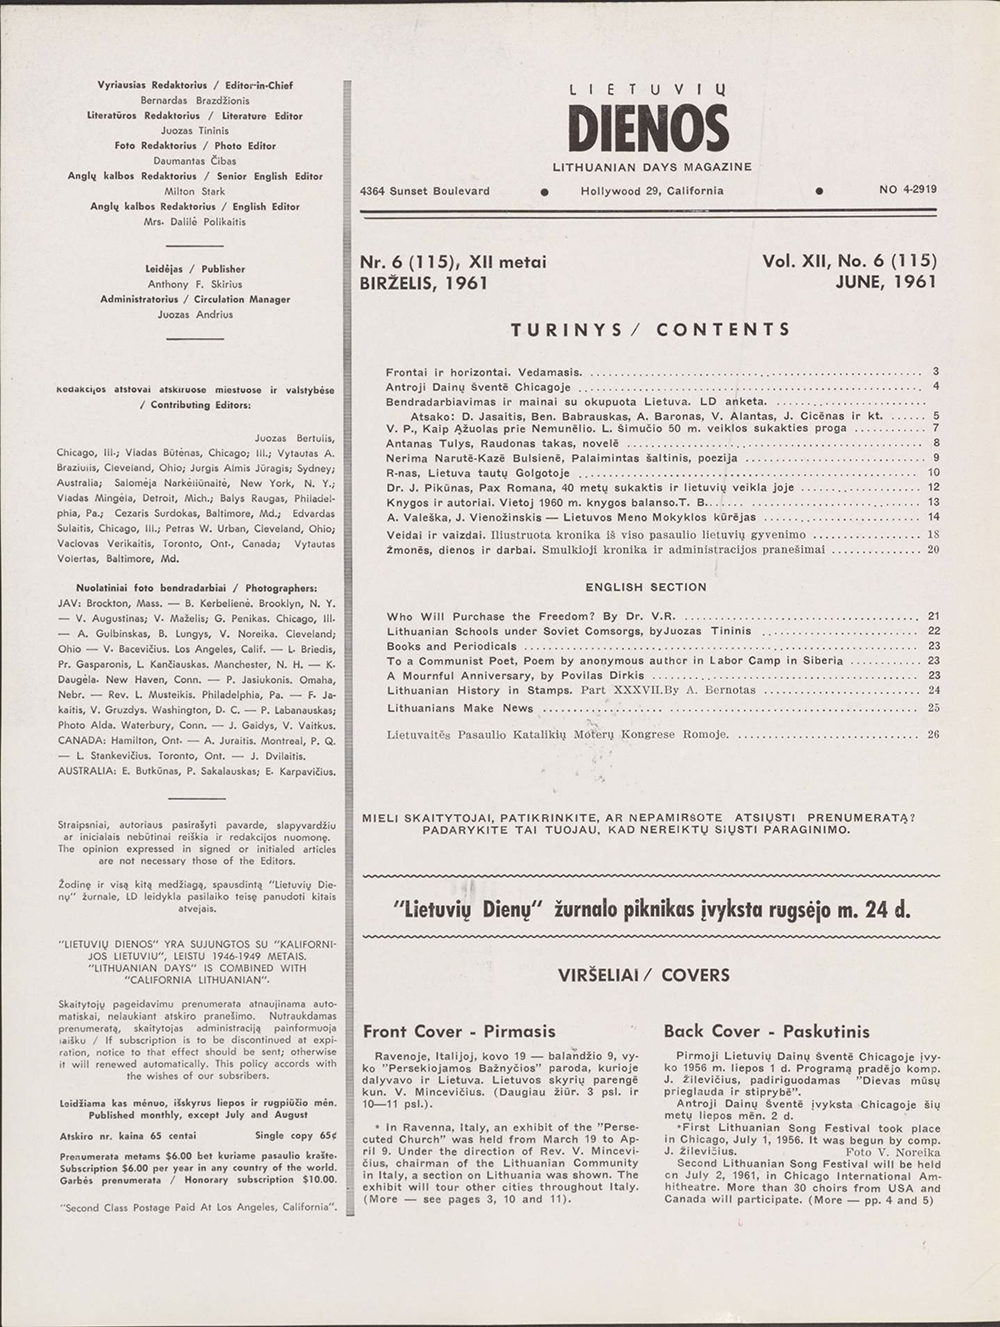 Vyriausias Redaktorius / Editor-in-Chief
Bernardas Brazdžionis
Literatūros Redaktorius / Literature Editor
Juozas Tininis
Foto Redaktorius / Photo Editor
Daumantas Čibas
Anglų kalbos Redaktorius / Senior English Editor
Milton Stark
Anglų kalbos Redaktorius / English Editor
Mrs. Dalilė Polikaitis
Leidėjas / Publisher
Anthony F. Skirius
Administratorius / Circulation Manager
Juozas Andrius
Redakcijos atstovai atskiruose miestuose ir valstybėse
/ Contributing Editors:
Juozas Bertulis,
Chicago, Ill.; Vladas Būtėnas, Chicago; Ill.; Vytautas A.
Braziulis, Cleveland, Ohio; Jurgis Almis Jūragis; Sydney;
Australia; Salomėja Narkėliūnaitė, New York, N. Y.;
Vladas Mingėla, Detroit, Mich.; Balys Raugas, Philadel-
phia, Pa.; Cezaris Surdokas, Baltimore, Md.; Edvardas
Sulaitis, Chicago, Ill.; Petras W. Urban, Cleveland, Ohio;
Vaclovas Verikaitis, Toronto, Ont., Canada; Vytautas
Volertas, Baltimore, Md.
Nuolatiniai foto bendradarbiai / Photographers:
JAV: Brockton, Mass. — B. Kerbelienė. Brooklyn, N. Y.
— V. Augustinas; V. Maželis; G. Penikas. Chicago, Ill.
— A. Gulbinskas, B. Lungys, V. Noreika. Cleveland;
Ohio — V. Bacevičius. Los Angeles, Calif. — L. Briedis,
Pr. Gasparonis, L. Kančiauskas. Manchester, N. H. — K.
Daugėla. New Haven, Conn. — P. Jasiukonis. Omaha,
Nebr. — Rev. L. Musteikis. Philadelphia, Pa. — F. Ja-
kaitis, V. Gruzdys. Washington, D. C. — P. Labanauskas;
Photo Alda. Waterbury, Conn. — J. Gaidys, V. Vaitkus.
CANADA: Hamilton, Ont. — A. Juraitis. Montreal, P. Q.
— L. Stankevičius. Toronto, Ont. — J. Dvilaitis.
AUSTRALIA: E. Butkūnas, P. Sakalauskas; E. Karpavičius.
Straipsniai, autoriaus pasirašyti pavarde, slapyvardžiu
ar inicialais nebūtinai reiškia ir redakcijos nuomonę.
The opinion expressed in signed or initialed articles
are not necessary those of the Editors.
Žodinę ir visą kitą medžiagą, spausdintą "Lietuvių Die-
nų" žurnale, LD leidykla pasilaiko teisę panudoti kitais
atvejais.
"LIETUVIŲ DIENOS" YRA SUJUNGTOS SU "KALIFORNI-
JOS LIETUVIU", LEISTU 1946-1949 METAIS.
"LITHUANIAN DAYS" IS COMBINED WITH
"CALIFORNIA LITHUANIAN".
Skaitytojų pageidavimu prenumerata atnaujinama auto-
matiskai, nelaukiant atskiro pranešimo. Nutraukdamas
prenumeratą, skaitytojas administraciją painformuoja
laišku / If subscription is to be discontinued at expi-
ration, notice to that effect should be sent; otherwise
it will renewed automatically. This policy accords with
the wishes of our subsribers.
Leidžiama kas mėnuo, išskyrus liepos ir rugpiūčio mėn.
Published monthly, except July and August
Atskiro nr. kaina 65 centai Single copy 65¢
Prenumerata metams $6.00 bet kuriame pasaulio krašte.
Subscription $6.00 per year in any country of the world.
Garbės prenumerata / Honorary subscription $10.00.
"Second Class Postage Paid At Los Angeles, California".
LIETUVIŲ
DIENOS
LITHUANIAN DAYS MAGAZINE
4364 Sunset Boulevard ● Hollywood 29, California ● NO 4-2919
Nr. 6 (115), XII metai Vol. XII, No. 6 (115)
BIRŽELIS, 1961 JUNE, 1961
TURINYS / CONTENTS
Frontai ir horizontai. Vedamasis. .......... 3
Antroji Dainų Šventė Chicagoje .......... 4
Bendradarbiavimas ir mainai su okupuota Lietuva. LD anketa. ..........
Atsako: D. Jasaitis, Ben. Babrauskas, A. Baronas, V. Alantas, J. Cicėnas ir kt. ...... 5
V. P., Kaip Ąžuolas prie Nemunėlio. L. Šimučio 50 m. veiklos sukakties proga .......... 7
Antanas Tulys, Raudonas takas, novelė .......... 8
Nerima Narutė-Kazė Bulsienė, Palaimintas šaltinis, poezija .......... 9
R-nas, Lietuva tautų Golgotoje .......... 10
Dr. J. Pikūnas, Pax Romana, 40 metų sukaktis ir lietuvių veikla joje .......... 12
Knygos ir autoriai. Vietoj 1960 m. knygos balanso.T. B. .......... 13
A. Valeška, J. Vienožinskis — Lietuvos Meno Mokyklos kūrėjas .......... 14
Veidai ir vaizdai. Iliustruota kronika iš viso pasaulio lietuvių gyvenimo .......... 18
Žmonės, dienos ir darbai. Smulkioji kronika ir administracijos pranešimai .......... 20
ENGLISH SECTION
Who Will Purchase the Freedom? By Dr. V.R. .......... 21
Lithuanian Schools under Soviet Comsorgs, byJuozas Tininis .......... 22
Books and Periodicals .......... 23
To a Communist Poet, Poem by anonymous author in Labor Camp in Siberia .......... 23
A Mournful Anniversary, by Povilas Dirkis .......... 23
Lithuanian History in Stamps. Part XXXVII.By A. Bernotas .......... 24
Lithuanians Make News .......... 25
Lietuvaitės Pasaulio Katalikių Moterų Kongrese Romoje. .......... 26
MIELI SKAITYTOJAI, PATIKRINKITE, AR NEPAMIRŠOTE ATSIŲSTI PRENUMERATĄ?
PADARYKITE TAI TUOJAU, KAD NEREIKTŲ SIŲSTI PARAGINIMO.
"Lietuvių Dienų" žurnalo piknikas įvyksta rugsėjo m. 24 d.
VIRŠELIAI / COVERS
Front Cover - Pirmasis
Ravenoje, Italijoj, kovo 19 — balandžio 9, vy-
ko "Persekiojamos Bažnyčios" paroda, kurioje
dalyvavo ir Lietuva. Lietuvos skyrių parengė
kun. V. Mincevičius. (Daugiau žiūr. 3 psl. ir
10—11 psl.).
* In Ravenna, Italy, an exhibit of the "Perse-
cuted Church" was held from March 19 to Ap-
ril 9. Under the direction of Rev. V. Mincevi-
čius, chairman of the Lithuanian Community
in Italy, a section on Lithuania was shown. The
exhibit will tour other cities throughout Italy.
(More — see pages 3, 10 and 11).
Back Cover - Paskutinis
Pirmoji Lietuvių Dainų Šventė Chicagoje įvy-
ko 1956 m. liepos 1 d. Programą pradėjo komp.
J. Žilevičius, padiriguodamas "Dievas mūsų
prieglauda ir stiprybė".
Antroji Dainų Šventė įvyksta Chicagoje šių
metų liepos mėn. 2 d.
*First Lithuanian Song Festival took place
in Chicago, July 1, 1956. It was begun by comp.
J. Žilevičius. Foto V. Noreika
Second Lithuanian Song Festival will be held
on July 2, 1961, in Chicago International Am-
hitheatre. More than 30 choirs from USA and
Canada will participate. (More — pp. 4 and 5)